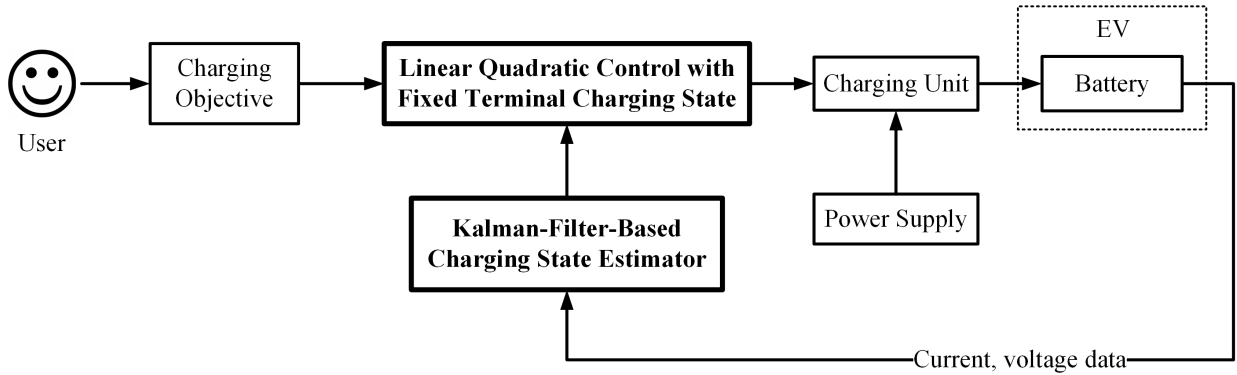 User
Charging
Objective
Linear Quadratic Control with
Fixed Terminal Charging State
Kalman-Filter-Based
Charging State Estimator
Charging Unit
Power Supply
EV
Battery
Current, voltage data